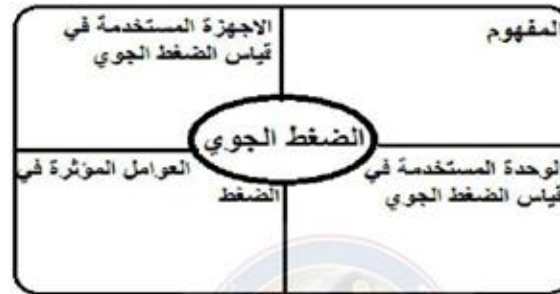 المفهوم
الاجهزة المستخدمة في
قياس الضغط الجوي
الضغط الجوي
الوحدة المستخدمة في
قياس الضغط الجوي
العوامل المؤثرة في
الضغط